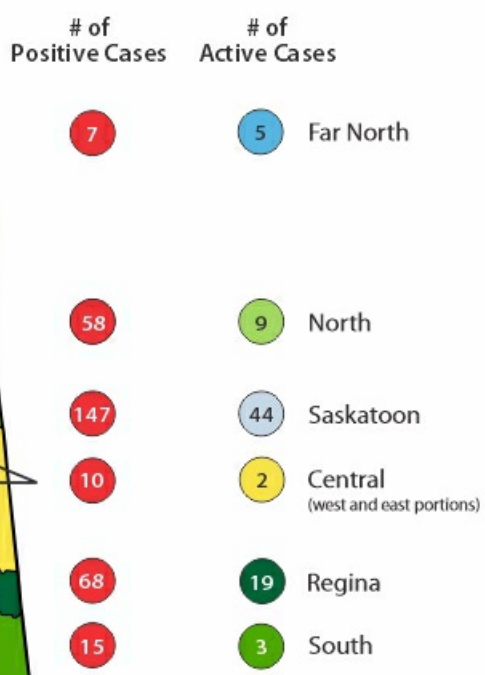 # of # of
Positive Cases Active Cases
7 5 Far North
58 9 North
147 44 Saskatoon
10 2 Central
(west and east portions)
68 19 Regina
15 3 South